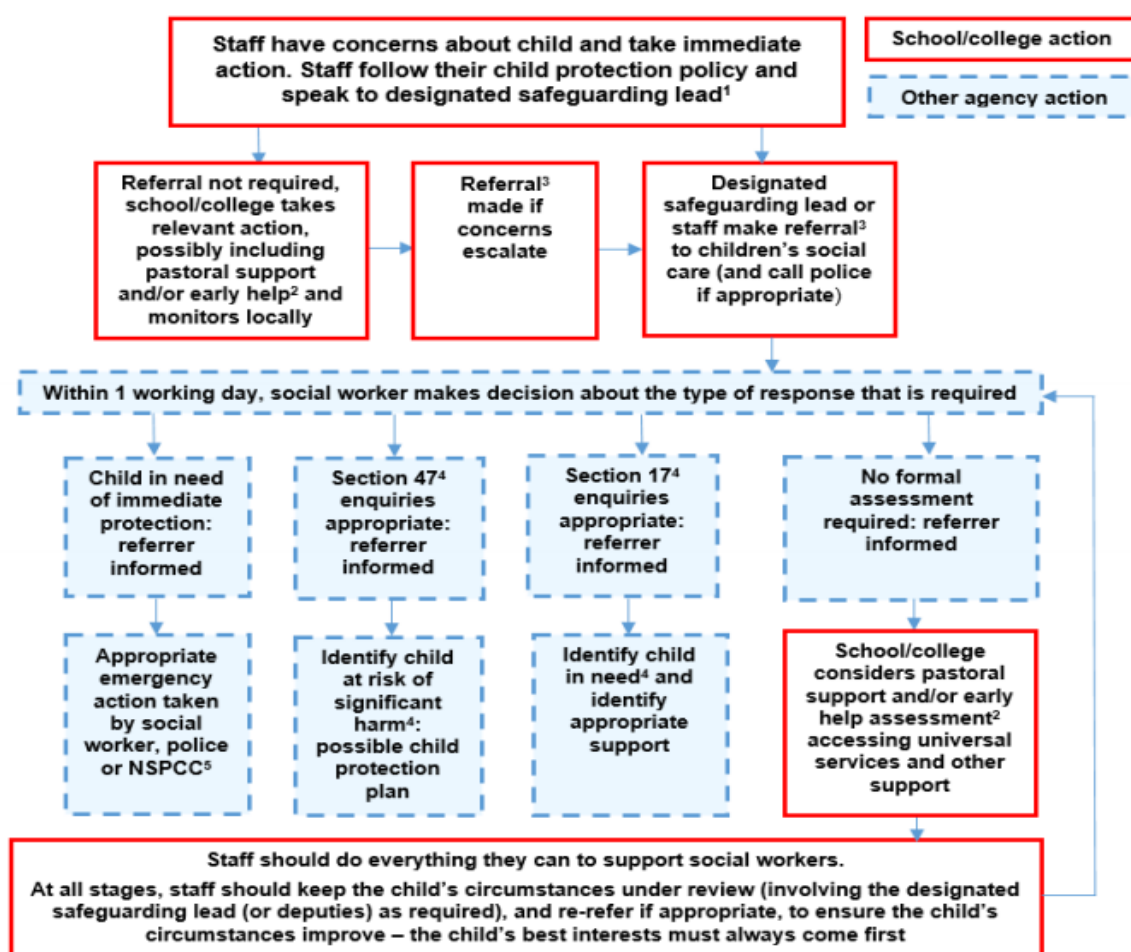 Staff have concerns about child and take immediate
action. Staff follow their child protection policy and
speak to designated safeguarding lead¹
School/college action
Other agency action
Referral not required,
school/college takes
relevant action,
possibly including
pastoral support
and/or early help² and
monitors locally
Referral³
made if
concerns
escalate
Designated
safeguarding lead or
staff make referral³
to children’s social
care (and call police
if appropriate)
Within 1 working day, social worker makes decision about the type of response that is required
Child in need
of immediate
protection:
referrer
informed
Section 47⁴
enquiries
appropriate:
referrer
informed
Section 17⁴
enquiries
appropriate:
referrer
informed
No formal
assessment
required: referrer
informed
Appropriate
emergency
action taken
by social
worker, police
or NSPCC⁵
Identify child
at risk of
significant
harm⁴:
possible child
protection
plan
Identify child
in need⁴ and
identify
appropriate
support
School/college
considers pastoral
support and/or early
help assessment²
accessing universal
services and other
support
Staff should do everything they can to support social workers.
At all stages, staff should keep the child’s circumstances under review (involving the designated
safeguarding lead (or deputies) as required), and re-refer if appropriate, to ensure the child’s
circumstances improve – the child’s best interests must always come first